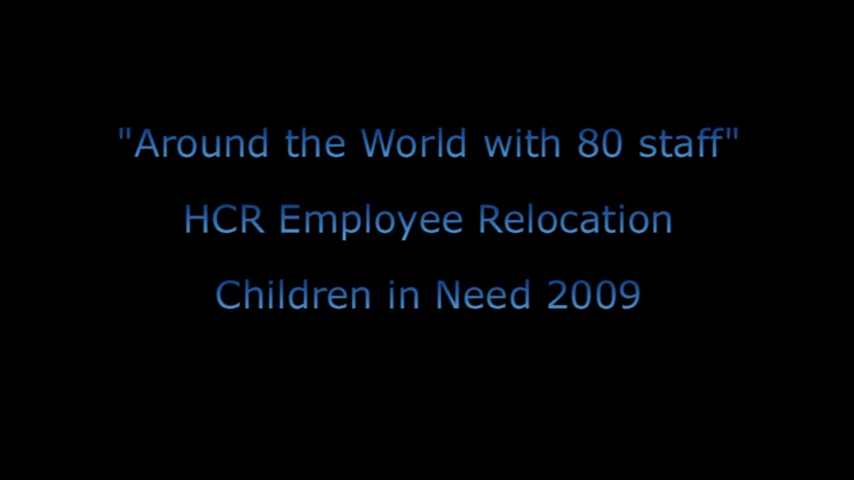 "Around the World with 80 staff"
HCR Employee Relocation
Children in Need 2009